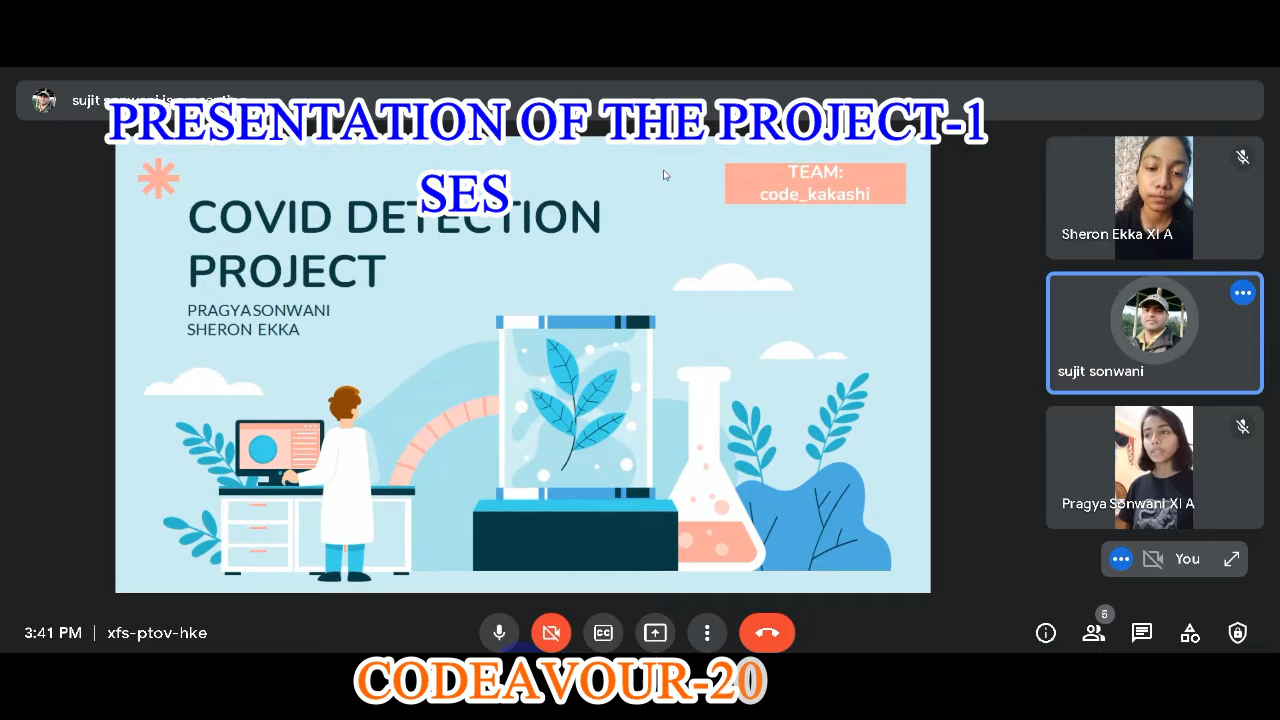 PRESENTATION OF THE PROJECT-1
SES
TEAM:
code_kakashi
COVID DETECTION
PROJECT
PRAGYA SONWANI
SHERON EKKA
Sheron Ekka XI A
sujit sonwani
Pragya Sonwani XI A
You
3:41 PM | xfs-ptov-hke
5
CODEAVOUR-20